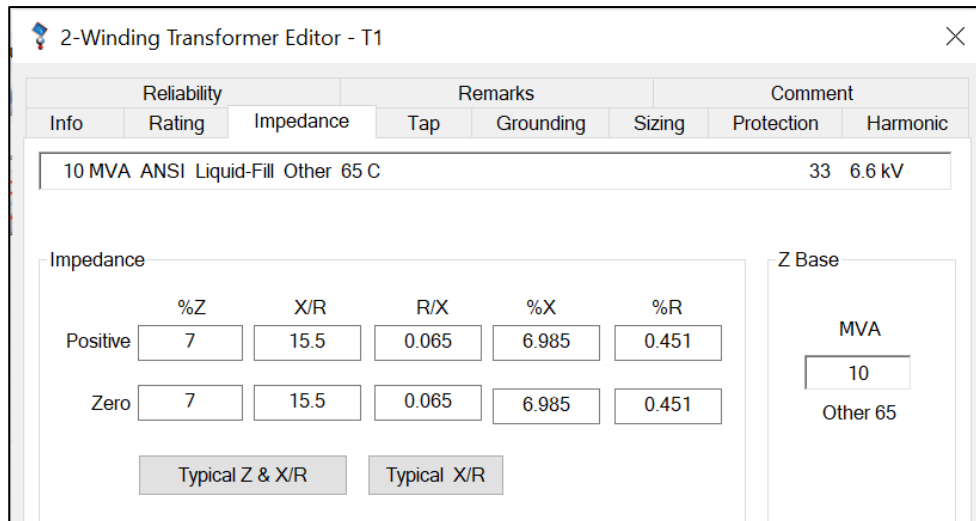 2-Winding Transformer Editor - T1
Reliability Remarks Comment
Info Rating Impedance Tap Grounding Sizing Protection Harmonic
10 MVA ANSI Liquid-Fill Other 65 C 33 6.6 kV
Impedance Z Base
%Z X/R R/X %X %R
MVA
Positive 7 15.5 0.065 6.985 0.451
10
Zero 7 15.5 0.065 6.985 0.451
Other 65
Typical Z & X/R Typical X/R